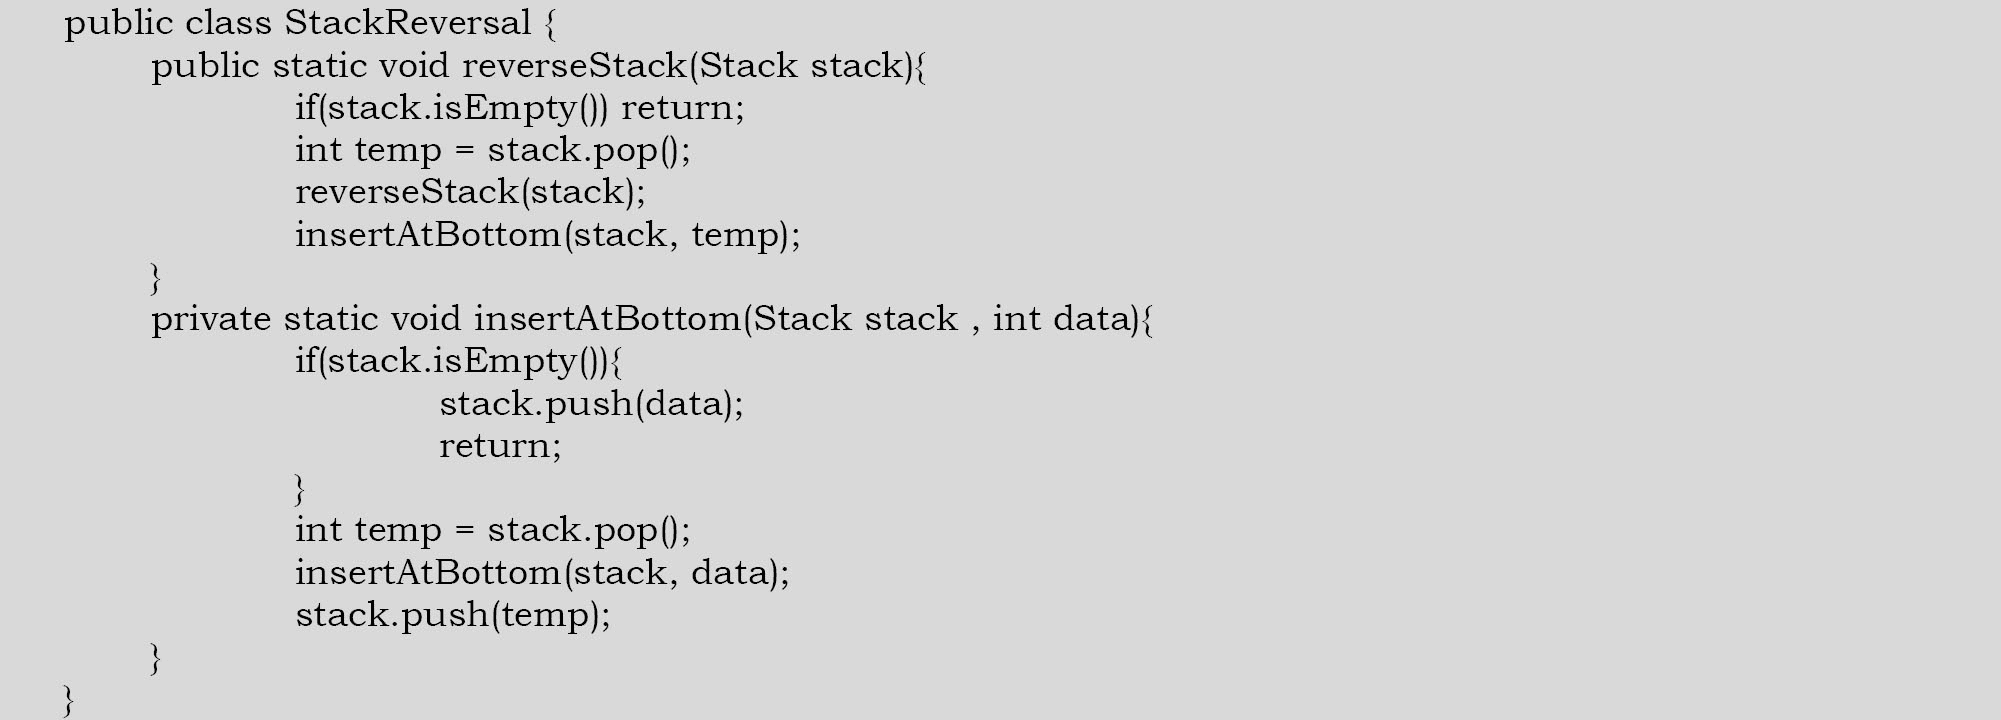 public class StackReversal {
public static void reverseStack(Stack stack){
if(stack.isEmpty()) return;
int temp = stack.pop();
reverseStack(stack);
insertAtBottom(stack, temp);
}
private static void insertAtBottom(Stack stack , int data){
if(stack.isEmpty()){
stack.push(data);
return;
}
int temp = stack.pop();
insertAtBottom(stack, data);
stack.push(temp);
}
}